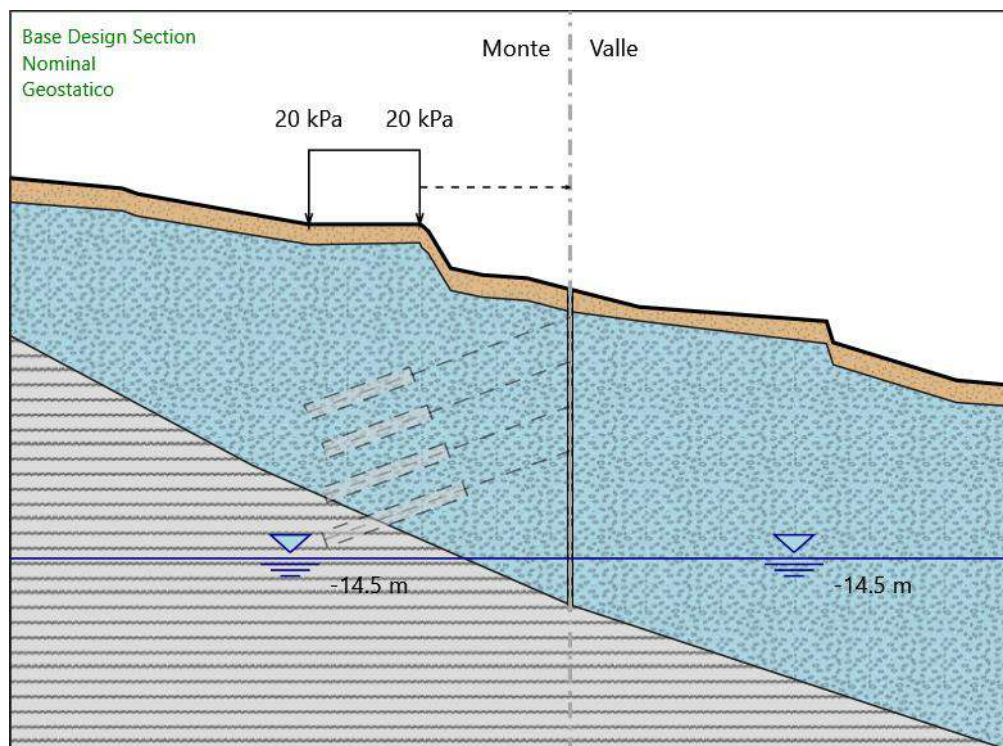 Base Design Section
Nominal
Geostatico
Monte Valle
20 kPa 20 kPa
-14.5 m -14.5 m